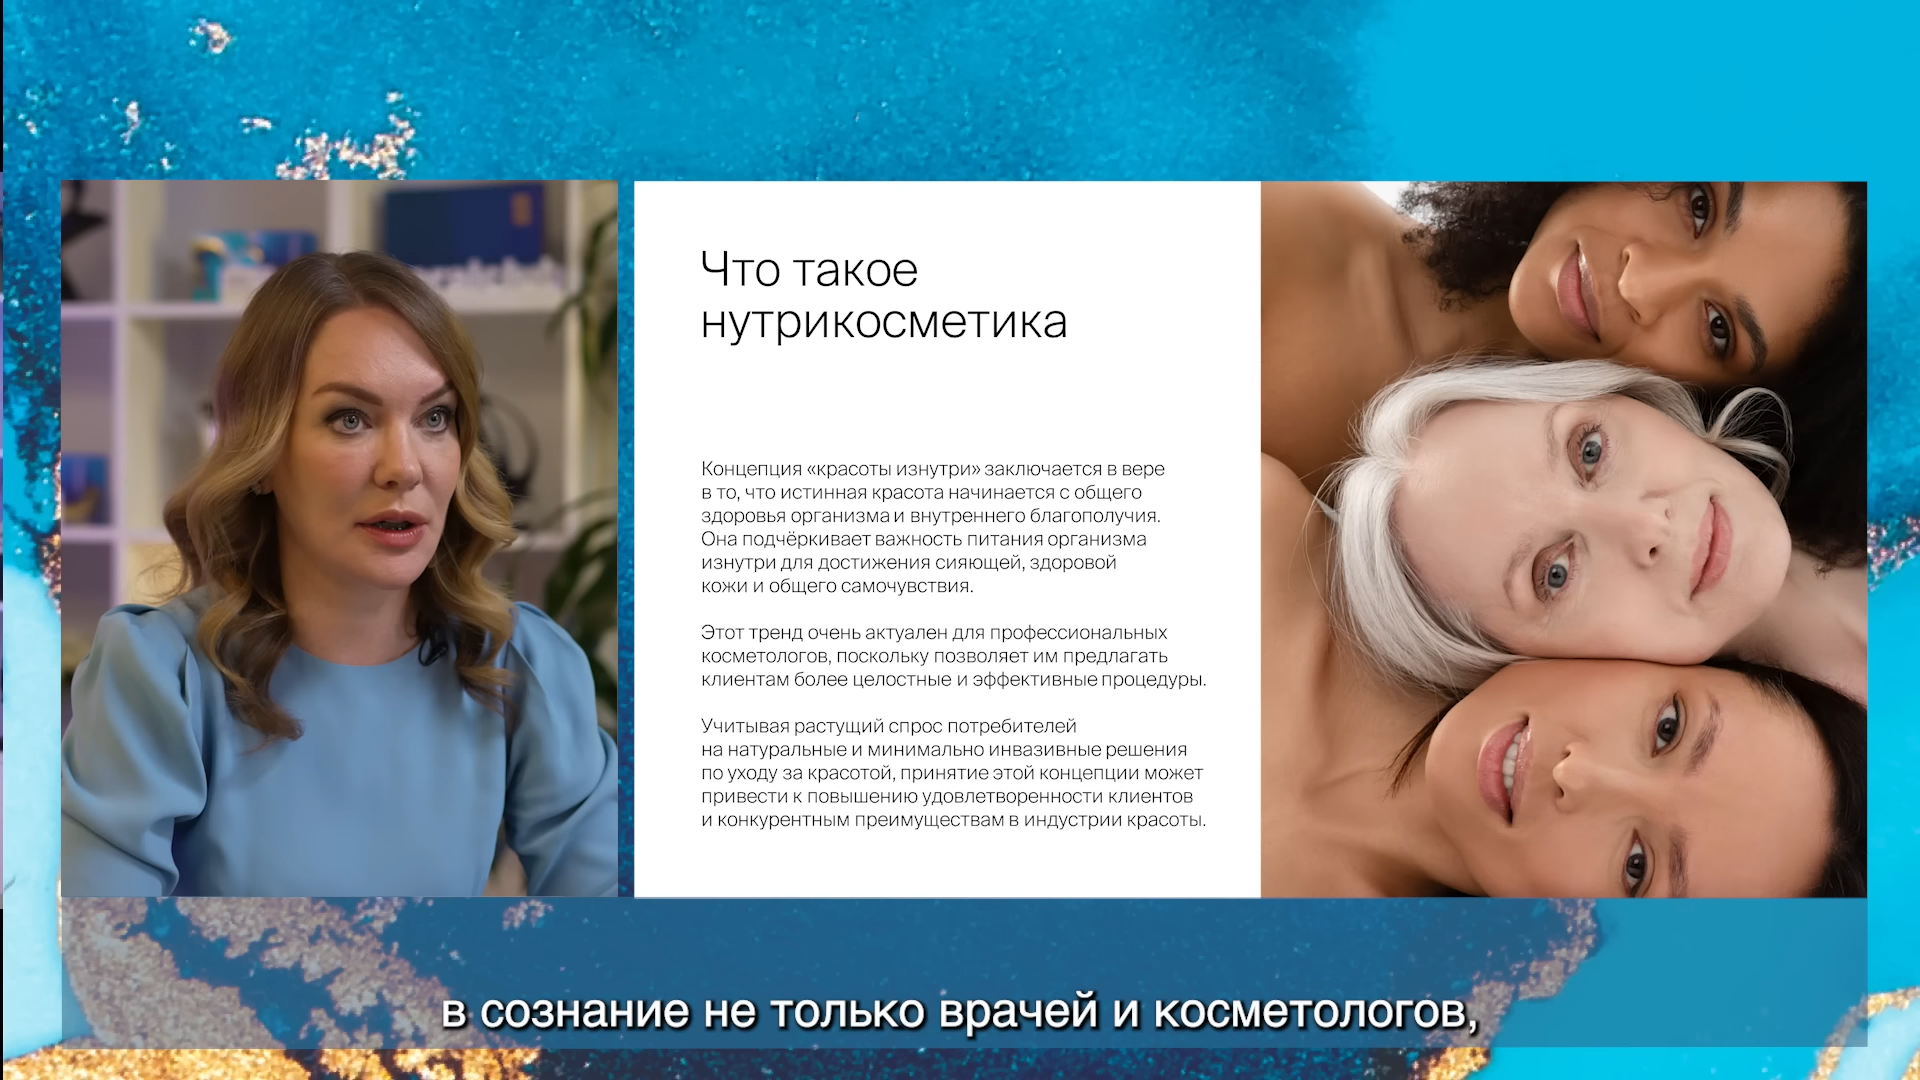 Что такое
нутрикосметика
Концепция «красоты изнутри» заключается в вере
в то, что истинная красота начинается с общего
здоровья организма и внутреннего благополучия.
Она подчёркивает важность питания организма
изнутри для достижения сияющей, здоровой
кожи и общего самочувствия.
Этот тренд очень актуален для профессиональных
косметологов, поскольку позволяет им предлагать
клиентам более целостные и эффективные процедуры.
Учитывая растущий спрос потребителей
на натуральные и минимально инвазивные решения
по уходу за красотой, принятие этой концепции может
привести к повышению удовлетворенности клиентов
и конкурентным преимуществам в индустрии красоты.
в сознание не только врачей и косметологов,